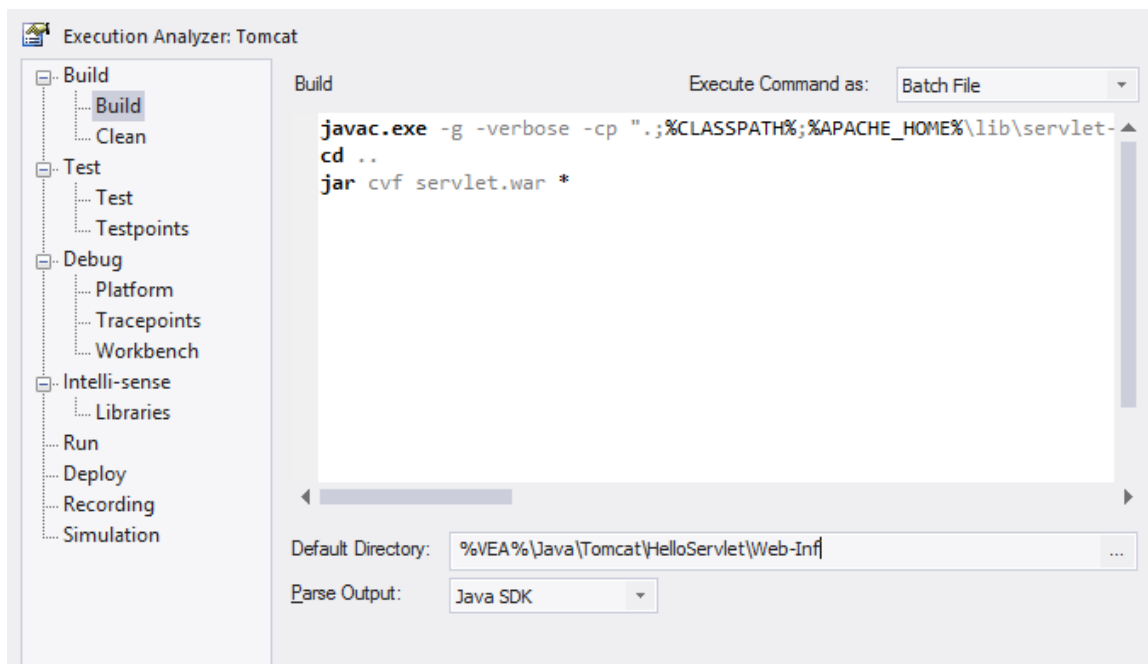 Execution Analyzer: Tomcat
Build
Build
Clean
Test
Test
Testpoints
Debug
Platform
Tracepoints
Workbench
Intelli-sense
Libraries
Run
Deploy
Recording
Simulation
Build Execute Command as: Batch File
javac.exe -g -verbose -cp ".;%CLASSPATH%;%APACHE_HOME%\lib\servlet-
cd ..
jar cvf servlet.war *
Default Directory: %VEA%\Java\Tomcat\HelloServlet\Web-Inf ...
Parse Output: Java SDK